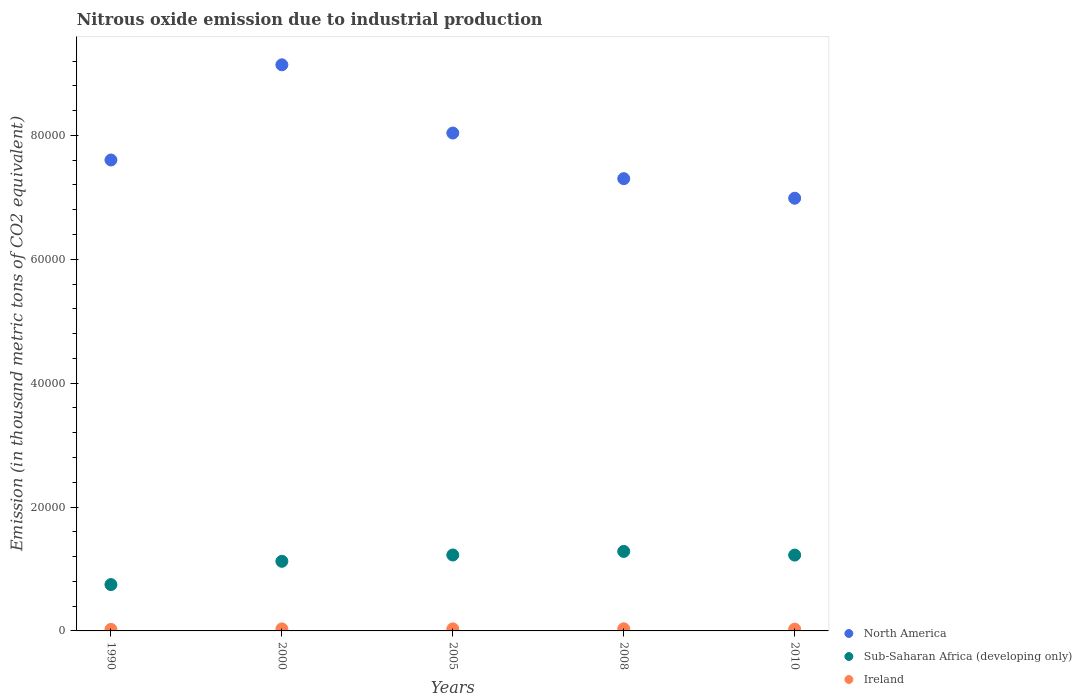 Nitrous oxide emission due to industrial production
Emission (in thousand metric tons of CO2 equivalent)
80000
60000
40000
20000
0
1990
2000
2005
2008
2010
Years
North America
Sub-Saharan Africa (developing only)
Ireland